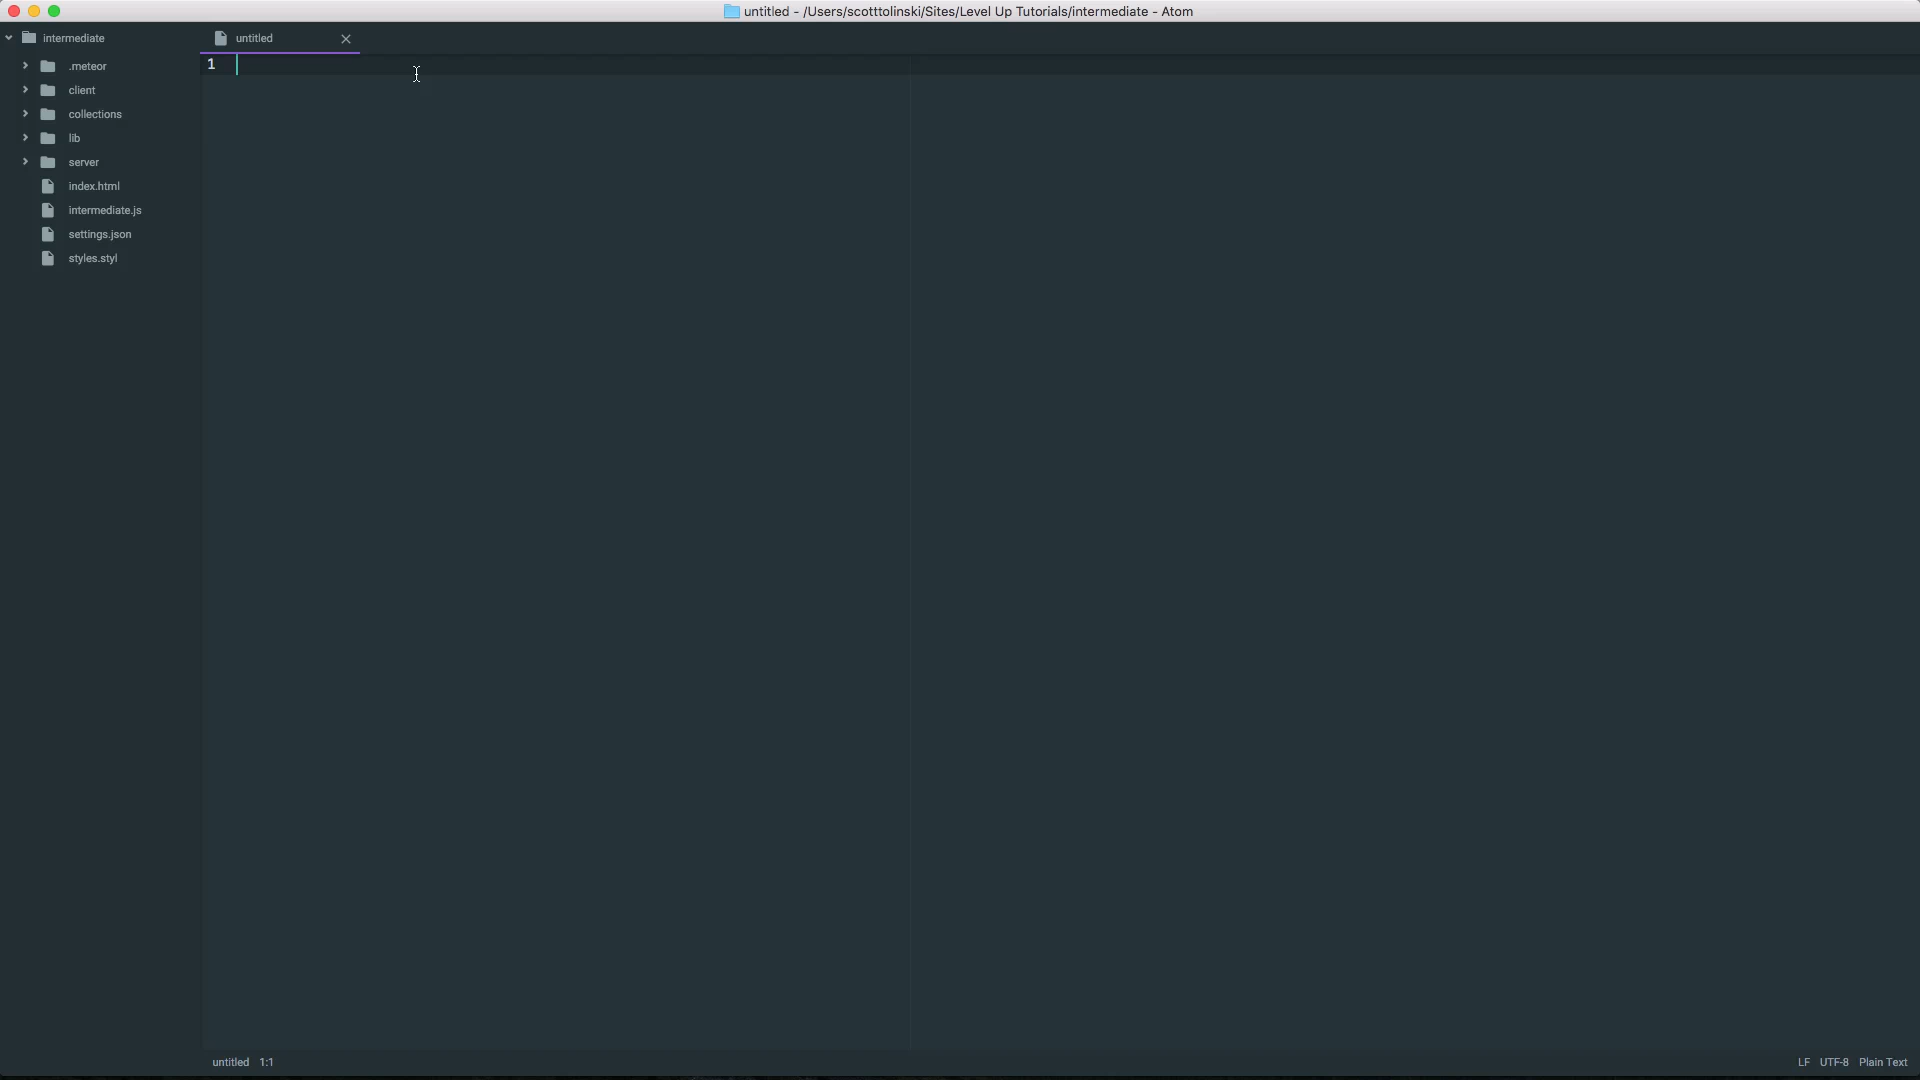 untitled - /Users/scotttolinski/Sites/Level Up Tutorials/intermediate - Atom
intermediate
untitled
1
.meteor
client
collections
lib
server
index.html
intermediate.js
settings.json
styles.styl
untitled 1:1
LF UTF-8 Plain Text